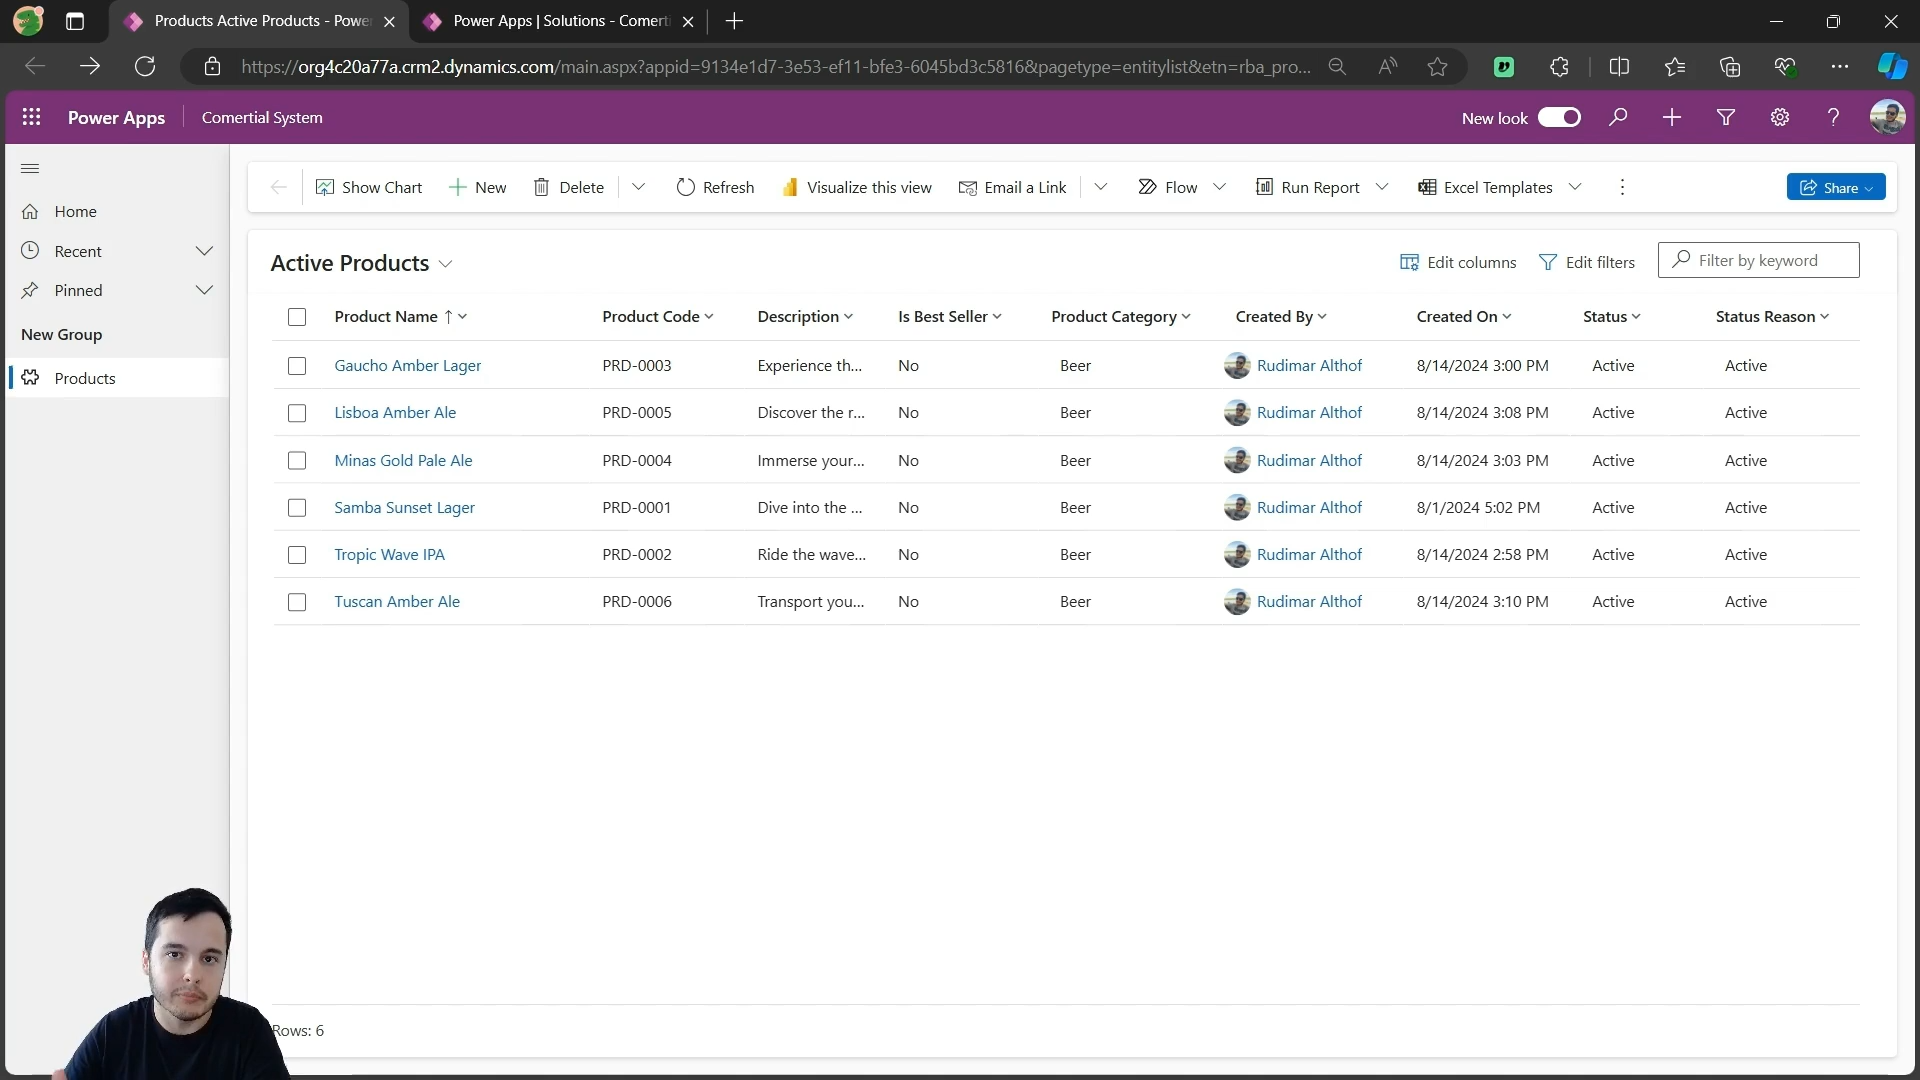 Products Active Products - Powe
Power Apps | Solutions - Comerti
https://org4c20a77a.crm2.dynamics.com/main.aspx?appid=9134e1d7-3e53-ef11-bfe3-6045bd3c5816&pagetype=entitylist&etn=rba_pro...
Power Apps
Comertial System
New look
Show Chart
New
Delete
Refresh
Visualize this view
Email a Link
Flow
Run Report
Excel Templates
Share
Home
Recent
Pinned
New Group
Products
Active Products
Edit columns
Edit filters
Filter by keyword
Product Name Product Code Description Is Best Seller Product Category Created By Created On Status Status Reason
Gaucho Amber Lager PRD-0003 Experience th... No Beer Rudimar Althof 8/14/2024 3:00 PM Active Active
Lisboa Amber Ale PRD-0005 Discover the r... No Beer Rudimar Althof 8/14/2024 3:08 PM Active Active
Minas Gold Pale Ale PRD-0004 Immerse your... No Beer Rudimar Althof 8/14/2024 3:03 PM Active Active
Samba Sunset Lager PRD-0001 Dive into the ... No Beer Rudimar Althof 8/1/2024 5:02 PM Active Active
Tropic Wave IPA PRD-0002 Ride the wave... No Beer Rudimar Althof 8/14/2024 2:58 PM Active Active
Tuscan Amber Ale PRD-0006 Transport you... No Beer Rudimar Althof 8/14/2024 3:10 PM Active Active
Rows: 6